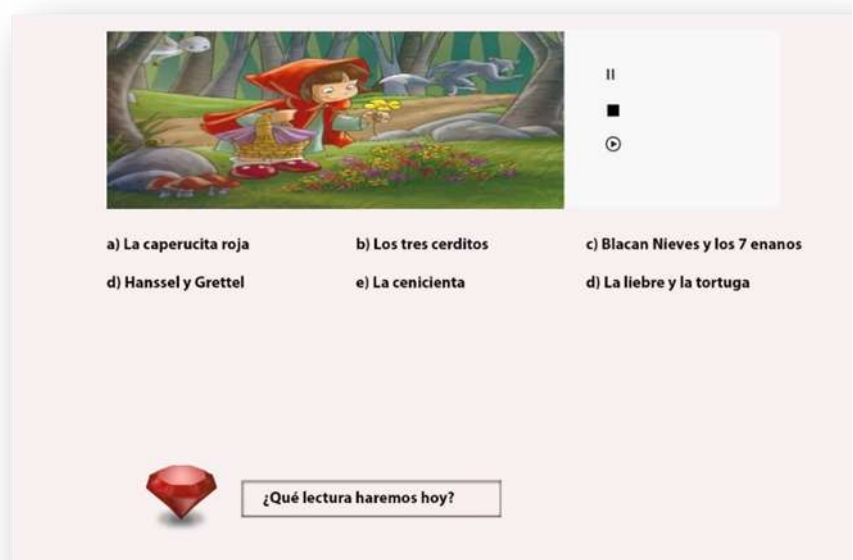 a) La caperucita roja b) Los tres cerditos c) Blacan Nieves y los 7 enanos
d) Hanssel y Grettel e) La cenicienta d) La liebre y la tortuga
¿Qué lectura haremos hoy?